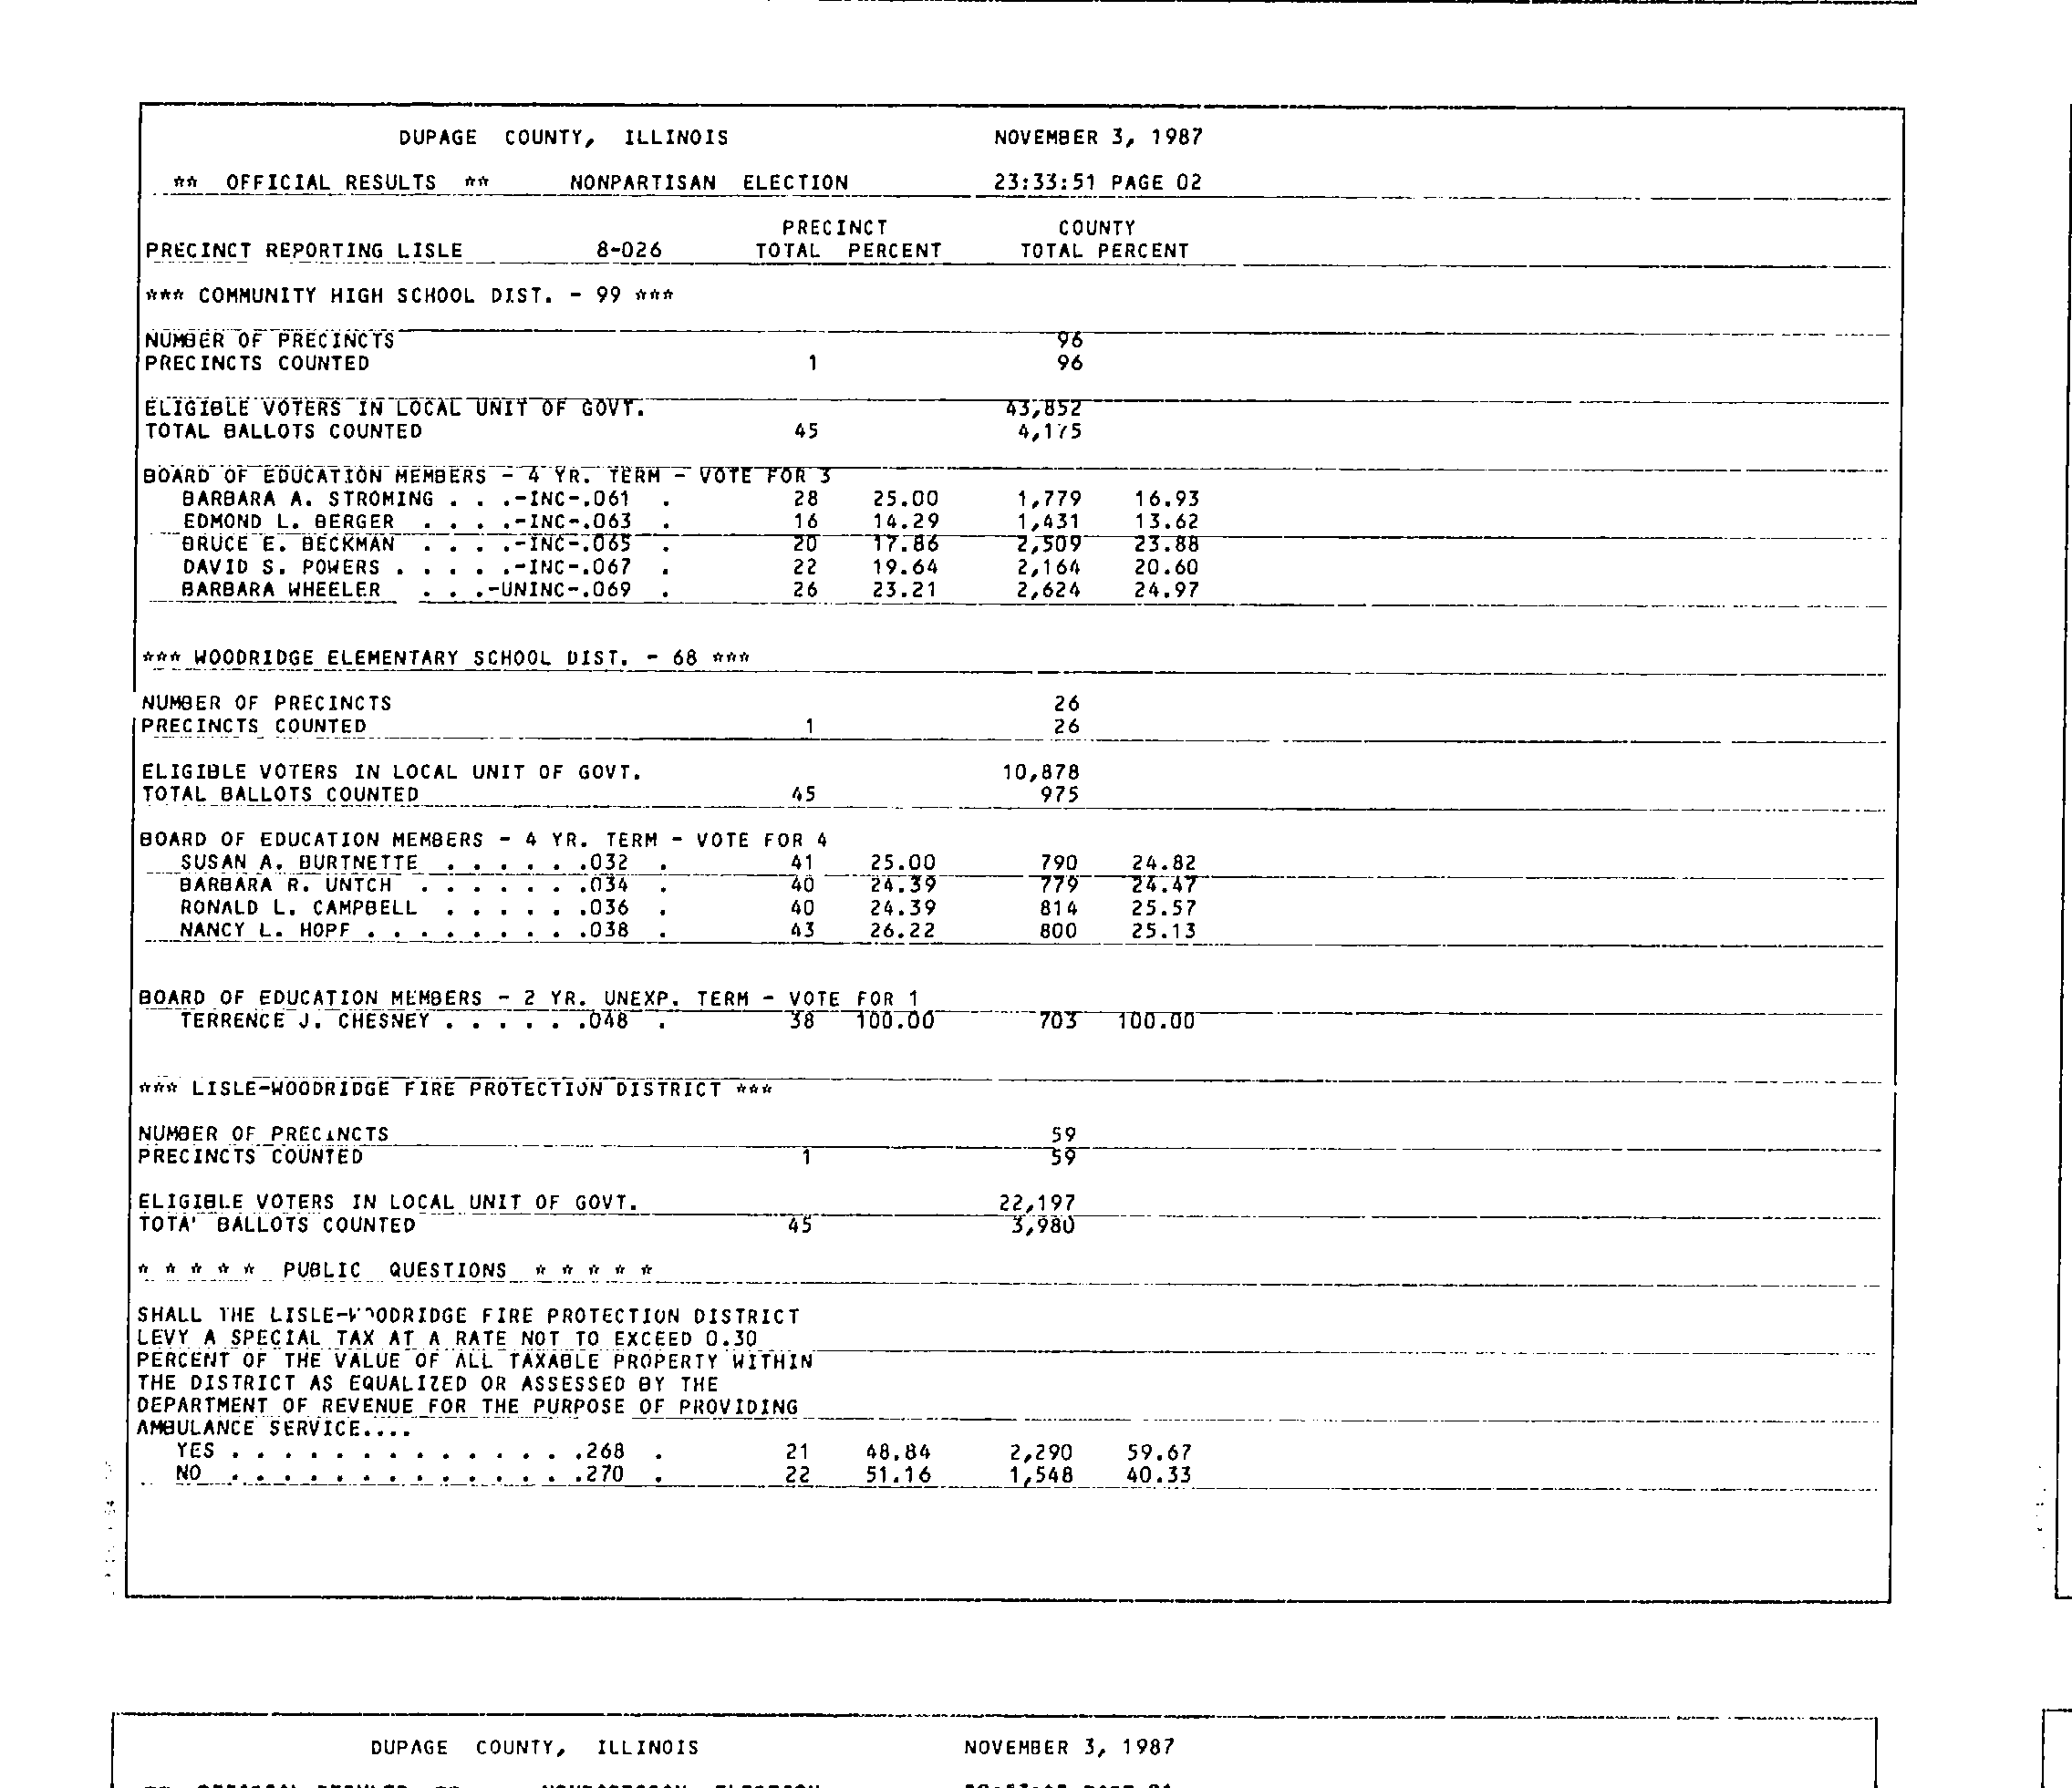 DUPAGE COUNTY, ILLINOIS NOVEMBER 3, 1987
** OFFICIAL RESULTS ** NONPARTISAN ELECTION 23:33:51 PAGE 02
PRECINCT COUNTY
PRECINCT REPORTING LISLE 8-026 TOTAL PERCENT TOTAL PERCENT
*** COMMUNITY HIGH SCHOOL DIST. - 99 ***
NUMBER OF PRECINCTS 96
PRECINCTS COUNTED 1 96
ELIGIBLE VOTERS IN LOCAL UNIT OF GOVT. 43,852
TOTAL BALLOTS COUNTED 45 4,175
BOARD OF EDUCATION MEMBERS - 4 YR. TERM - VOTE FOR 3
BARBARA A. STROMING . . .-INC-.061 . 28 25.00 1,779 16.93
EDMOND L. BERGER . . . .-INC-.063 . 16 14.29 1,431 13.62
BRUCE E. BECKMAN . . . .-INC-.065 . 20 17.86 2,509 23.88
DAVID S. POWERS . . . . .-INC-.067 . 22 19.64 2,164 20.60
BARBARA WHEELER . . .-UNINC-.069 . 26 23.21 2,624 24.97
*** WOODRIDGE ELEMENTARY SCHOOL DIST. - 68 ***
NUMBER OF PRECINCTS 26
PRECINCTS COUNTED 1 26
ELIGIBLE VOTERS IN LOCAL UNIT OF GOVT. 10,878
TOTAL BALLOTS COUNTED 45 975
BOARD OF EDUCATION MEMBERS - 4 YR. TERM - VOTE FOR 4
SUSAN A. BURTNETTE . . . . . .032 . 41 25.00 790 24.82
BARBARA R. UNTCH . . . . . . .034 . 40 24.39 779 24.47
RONALD L. CAMPBELL . . . . . .036 . 40 24.39 814 25.57
NANCY L. HOPF . . . . . . . . .038 . 43 26.22 800 25.13
BOARD OF EDUCATION MEMBERS - 2 YR. UNEXP. TERM - VOTE FOR 1
TERRENCE J. CHESNEY . . . . . .048 . 38 100.00 703 100.00
*** LISLE-WOODRIDGE FIRE PROTECTION DISTRICT ***
NUMBER OF PRECINCTS 59
PRECINCTS COUNTED 1 59
ELIGIBLE VOTERS IN LOCAL UNIT OF GOVT. 22,197
TOTA' BALLOTS COUNTED 45 3,980
* * * * * PUBLIC QUESTIONS * * * * *
SHALL THE LISLE-WOODRIDGE FIRE PROTECTION DISTRICT
LEVY A SPECIAL TAX AT A RATE NOT TO EXCEED 0.30
PERCENT OF THE VALUE OF ALL TAXABLE PROPERTY WITHIN
THE DISTRICT AS EQUALIZED OR ASSESSED BY THE
DEPARTMENT OF REVENUE FOR THE PURPOSE OF PROVIDING
AMBULANCE SERVICE....
YES . . . . . . . . . . . . . .268 . 21 48.84 2,290 59.67
NO . . . . . . . . . . . . . .270 . 22 51.16 1,548 40.33
DUPAGE COUNTY, ILLINOIS NOVEMBER 3, 1987